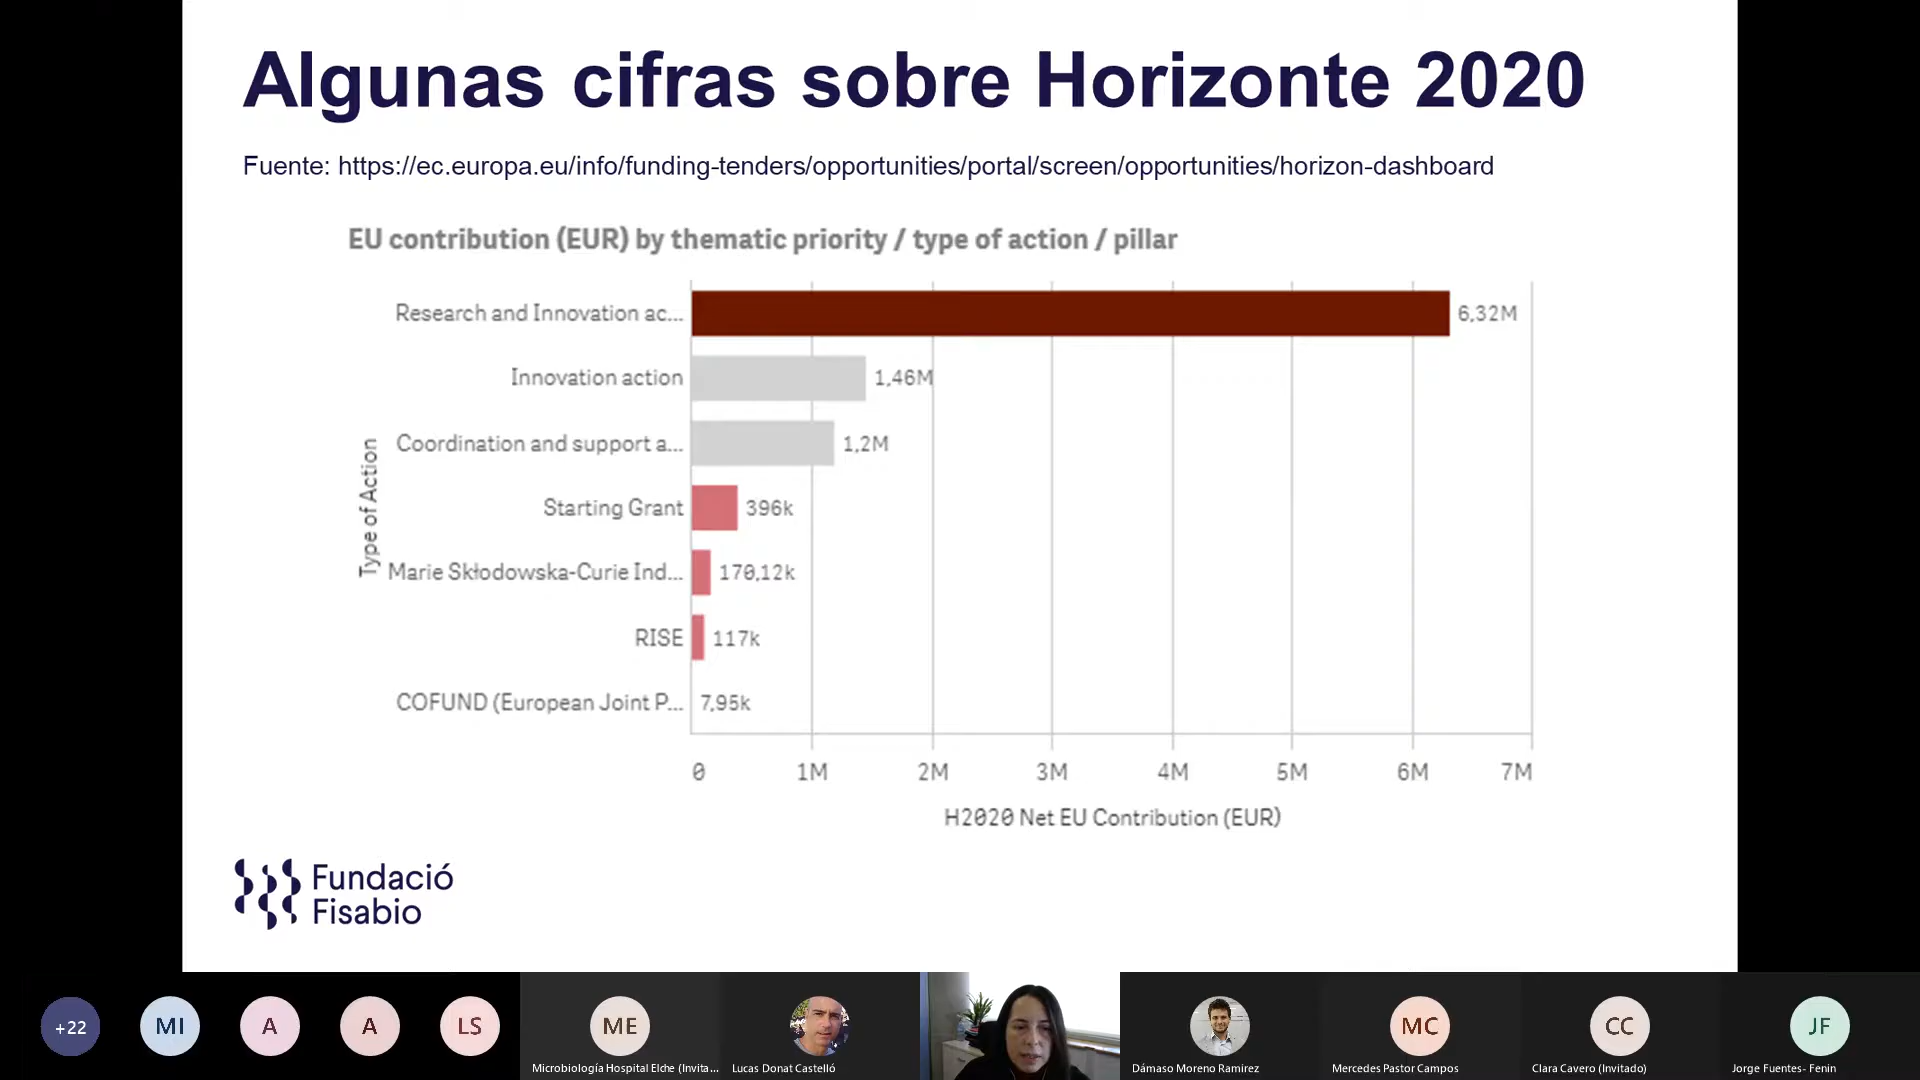 Algunas cifras sobre Horizonte 2020
Fuente: https://ec.europa.eu/info/funding-tenders/opportunities/portal/screen/opportunities/horizon-dashboard
EU contribution (EUR) by thematic priority / type of action / pillar
Type of Action
Research and Innovation ac... 6,32M
Innovation action 1,46M
Coordination and support a... 1,2M
Starting Grant 396k
Marie Skłodowska-Curie Ind... 170,12k
RISE 117k
COFUND (European Joint P... 7,95k
0 1M 2M 3M 4M 5M 6M 7M
H2020 Net EU Contribution (EUR)
Fundació
Fisabio
+22 MI A A LS ME MC CC JF
Microbiología Hospital Elche (Invita... Lucas Donat Castelló Dámaso Moreno Ramirez Mercedes Pastor Campos Clara Cavero (Invitado) Jorge Fuentes- Fenin